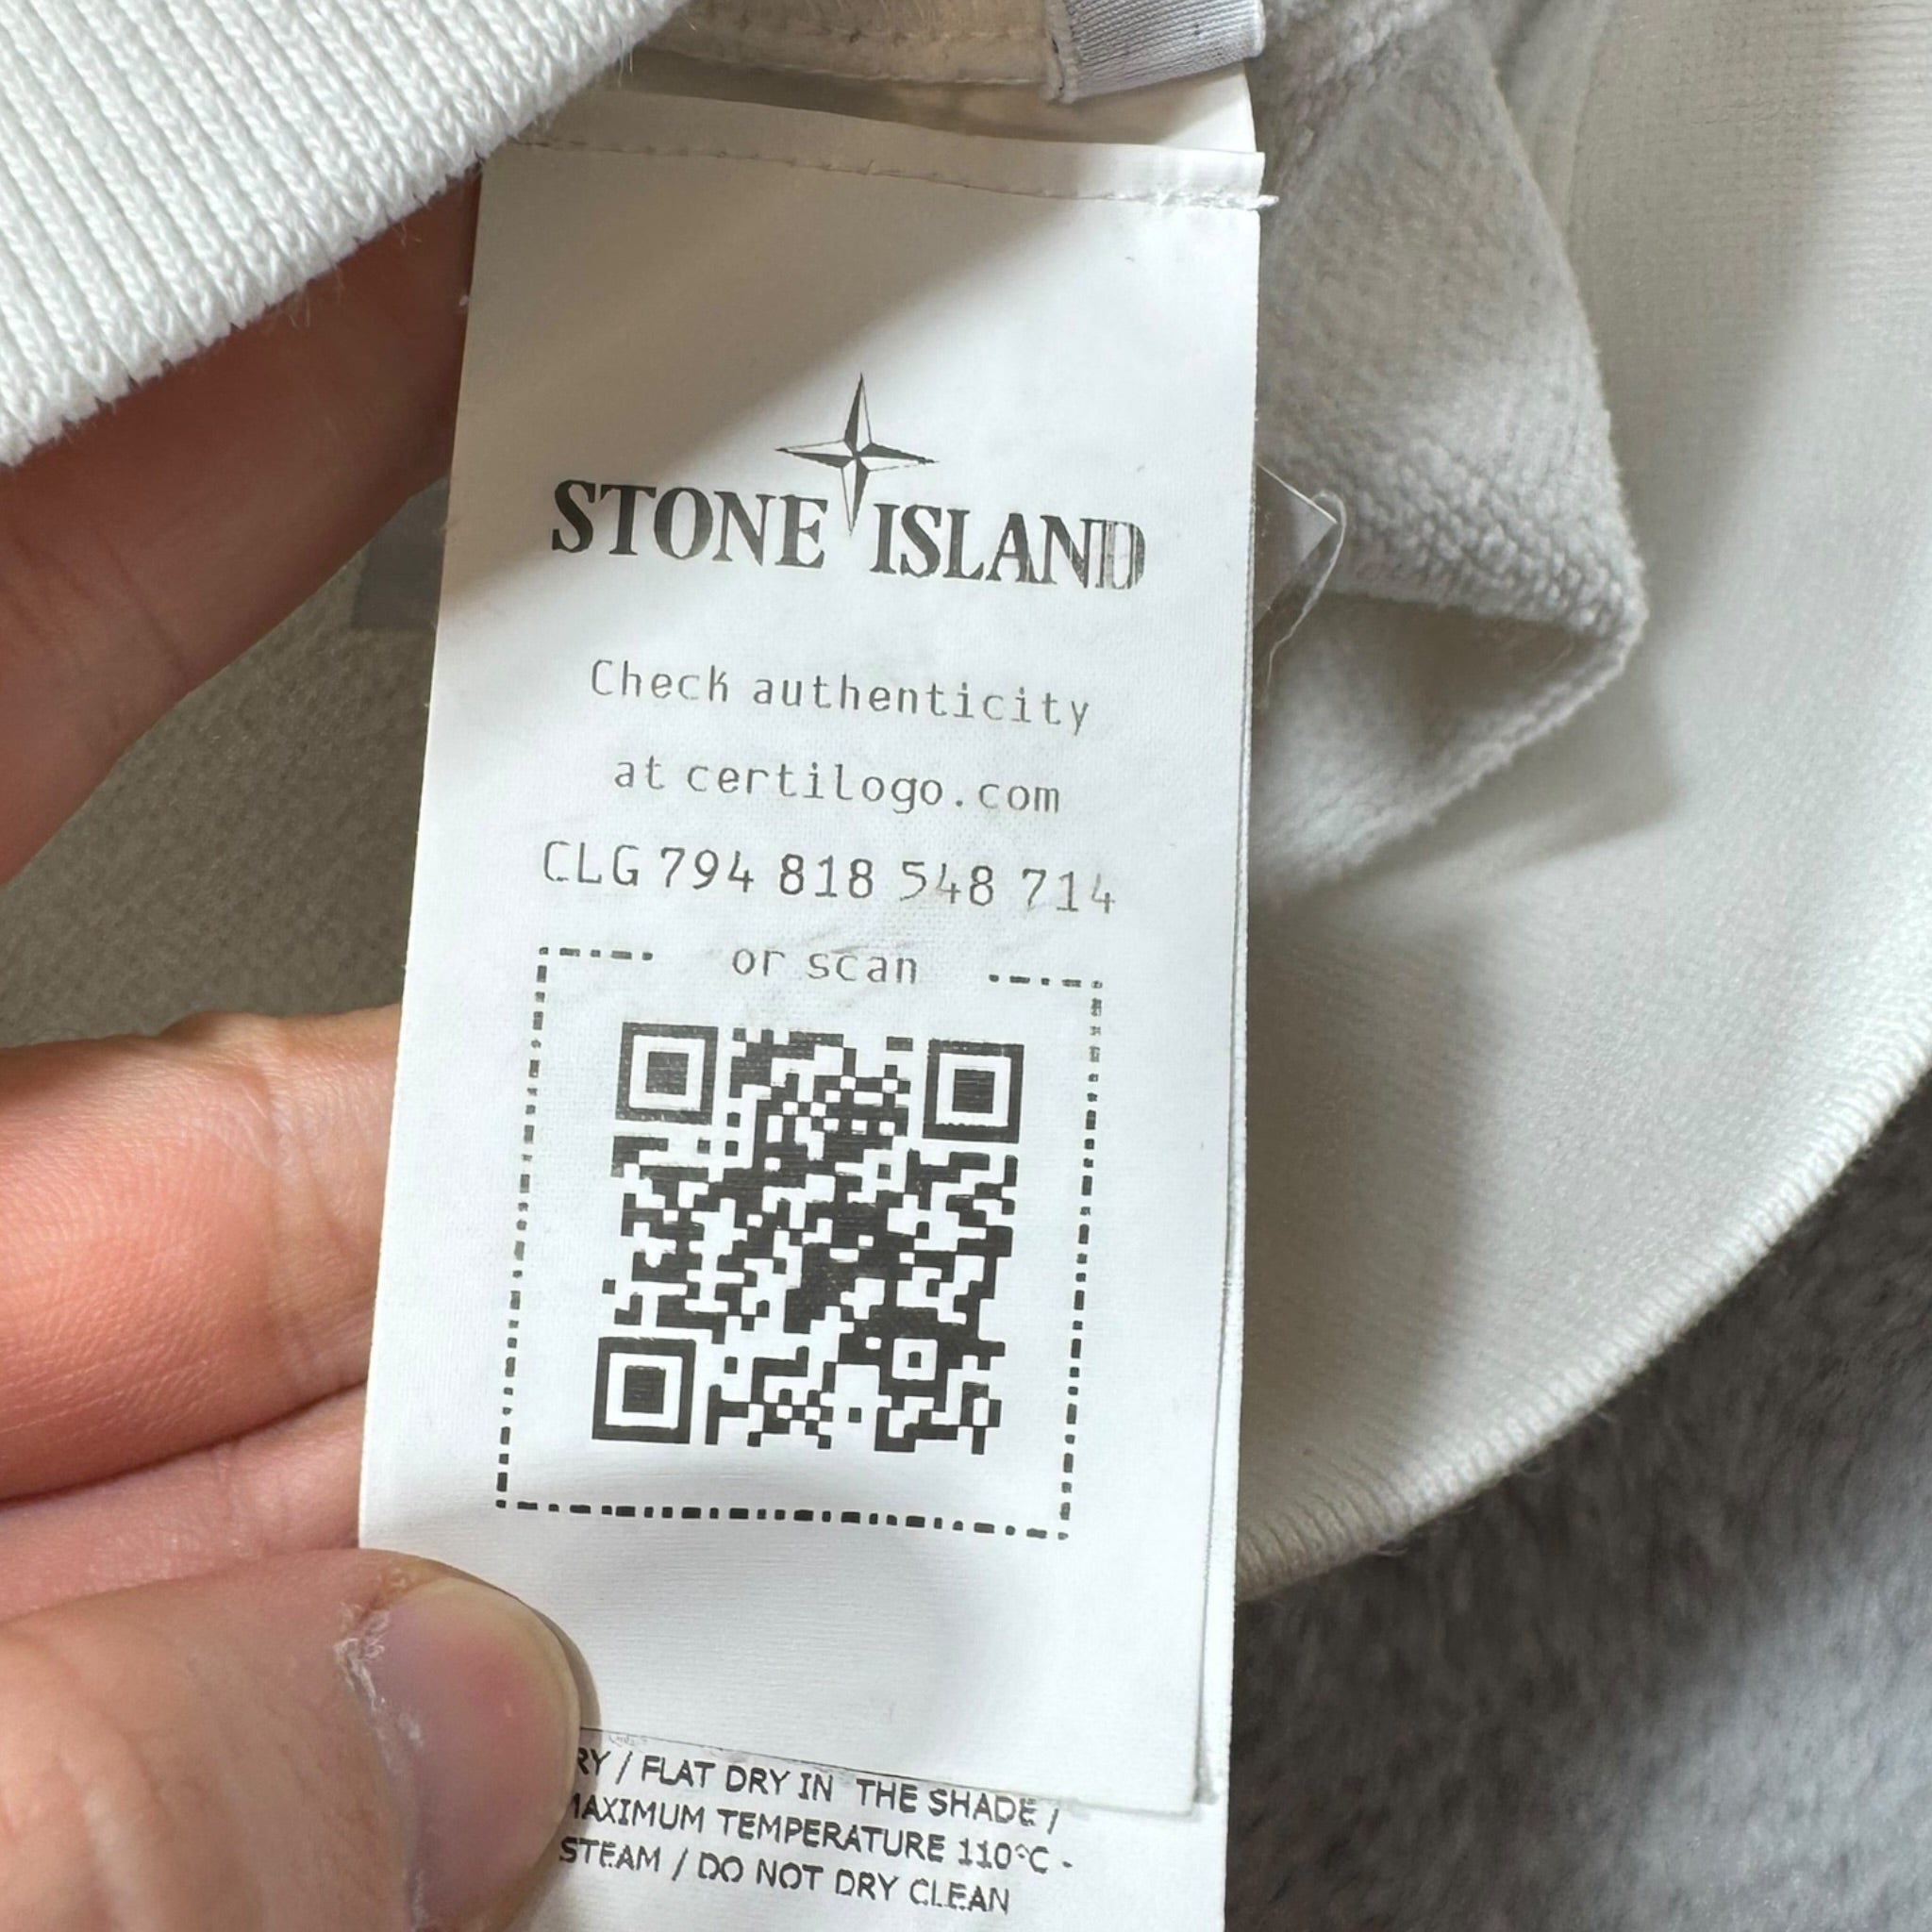 STONE ISLAND
Check authenticity
at certilogo.com
CLG 794 818 548 714
or scan
RY / FLAT DRY IN THE SHADE /
MAXIMUM TEMPERATURE 110°C -
STEAM / DO NOT DRY CLEAN